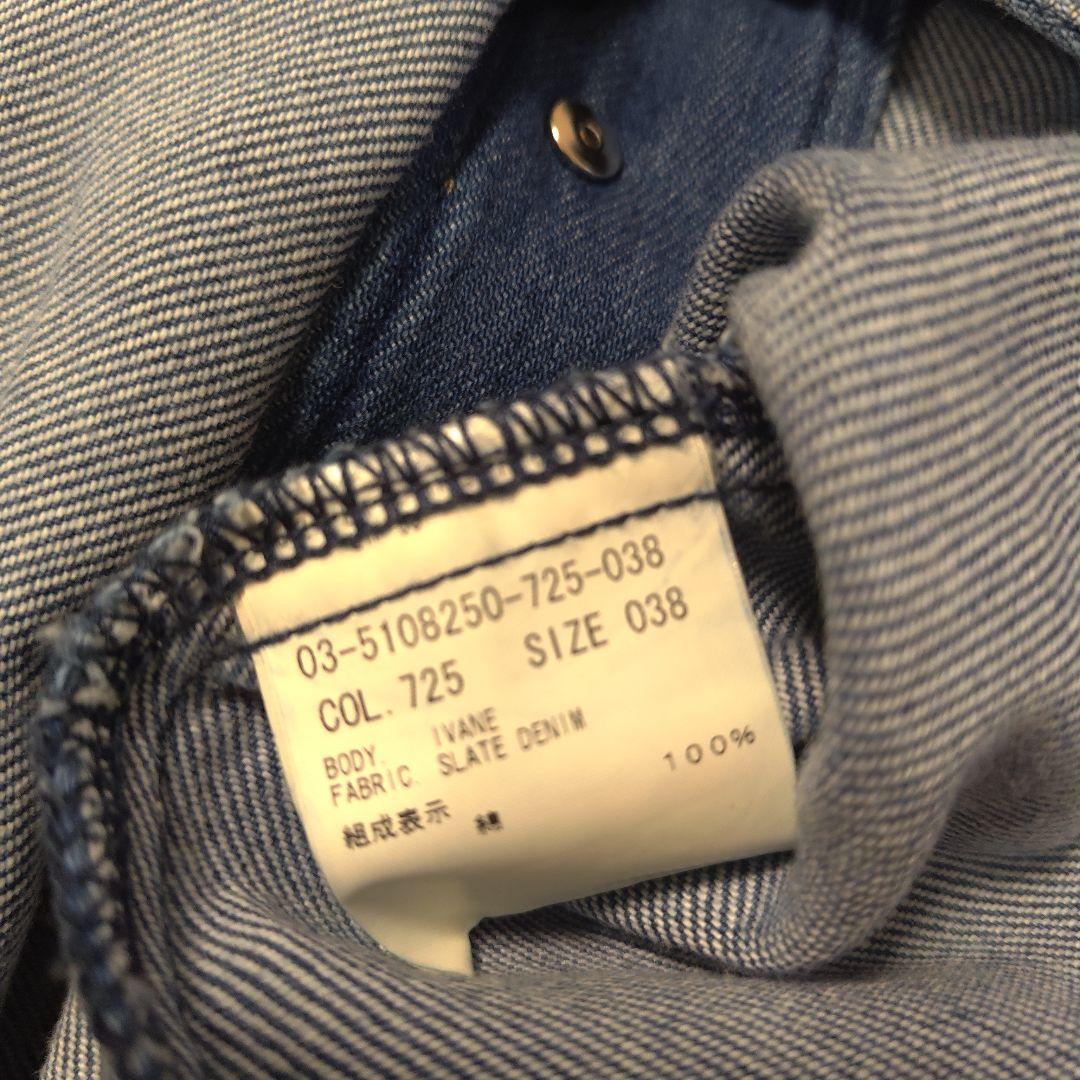 03-5108250-725-038
COL. 725 SIZE 038
BODY. IVANE
FABRIC. SLATE DENIM
組成表示 綿 100%